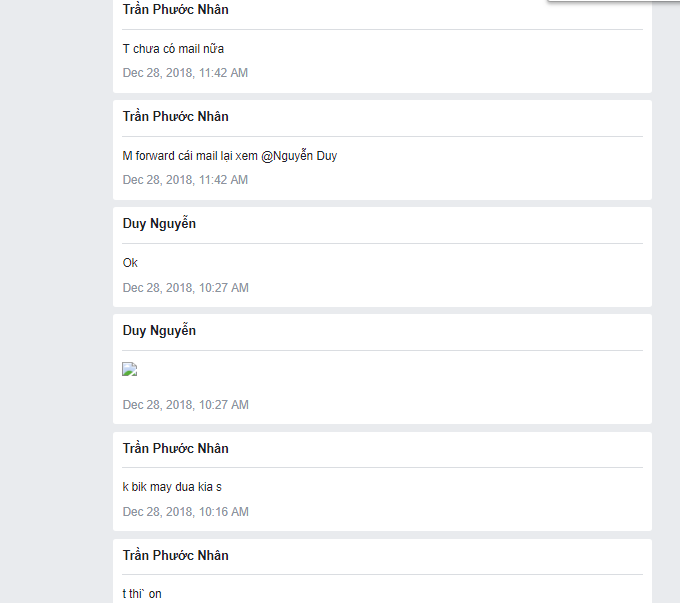 Trần Phước Nhân
T chưa có mail nữa
Dec 28, 2018, 11:42 AM
Trần Phước Nhân
M forward cái mail lại xem @Nguyễn Duy
Dec 28, 2018, 11:42 AM
Duy Nguyễn
Ok
Dec 28, 2018, 10:27 AM
Duy Nguyễn
Dec 28, 2018, 10:27 AM
Trần Phước Nhân
k bik may dua kia s
Dec 28, 2018, 10:16 AM
Trần Phước Nhân
t thi` on